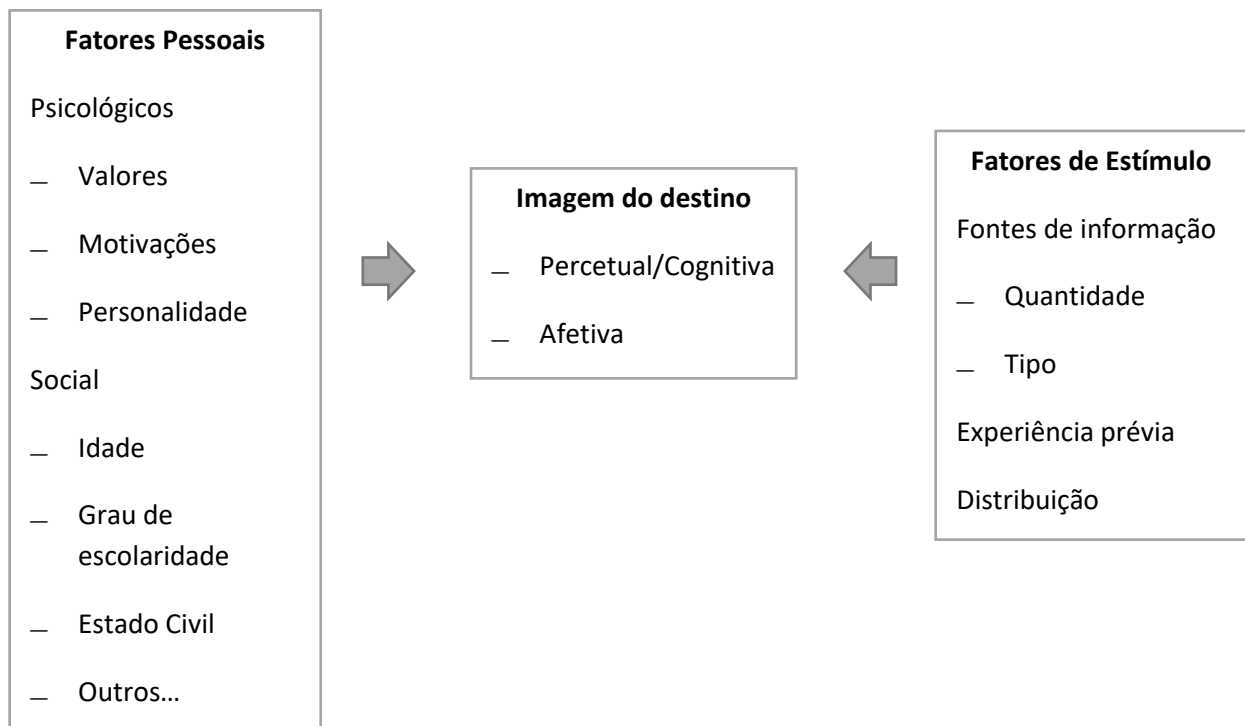 Fatores Pessoais
Psicológicos
— Valores
— Motivações
— Personalidade
Social
— Idade
— Grau de
escolaridade
— Estado Civil
— Outros...
Imagem do destino
— Percetual/Cognitiva
— Afetiva
Fatores de Estímulo
Fontes de informação
— Quantidade
— Tipo
Experiência prévia
Distribuição